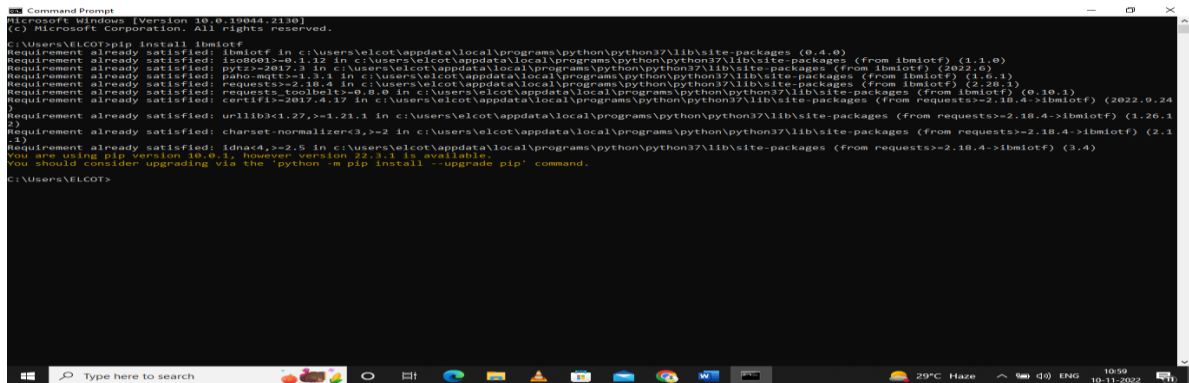 Command Prompt
Microsoft Windows [Version 10.0.19044.2130]
(c) Microsoft Corporation. All rights reserved.
C:\Users\ELCOT>pip install ibmiotf
Requirement already satisfied: ibmiotf in c:\users\elcot\appdata\local\programs\python\python37\lib\site-packages (0.4.0)
Requirement already satisfied: iso8601>=0.1.12 in c:\users\elcot\appdata\local\programs\python\python37\lib\site-packages (from ibmiotf) (1.1.0)
Requirement already satisfied: pytz>=2017.3 in c:\users\elcot\appdata\local\programs\python\python37\lib\site-packages (from ibmiotf) (2022.6)
Requirement already satisfied: paho-mqtt>=1.3.1 in c:\users\elcot\appdata\local\programs\python\python37\lib\site-packages (from ibmiotf) (1.6.1)
Requirement already satisfied: requests>=2.18.4 in c:\users\elcot\appdata\local\programs\python\python37\lib\site-packages (from ibmiotf) (2.28.1)
Requirement already satisfied: requests_toolbelt>=0.8.0 in c:\users\elcot\appdata\local\programs\python\python37\lib\site-packages (from ibmiotf) (0.10.1)
Requirement already satisfied: certifi>=2017.4.17 in c:\users\elcot\appdata\local\programs\python\python37\lib\site-packages (from requests>=2.18.4->ibmiotf) (2022.9.24
)
Requirement already satisfied: urllib3<1.27,>=1.21.1 in c:\users\elcot\appdata\local\programs\python\python37\lib\site-packages (from requests>=2.18.4->ibmiotf) (1.26.1
2)
Requirement already satisfied: charset-normalizer<3,>=2 in c:\users\elcot\appdata\local\programs\python\python37\lib\site-packages (from requests>=2.18.4->ibmiotf) (2.1
.1)
Requirement already satisfied: idna<4,>=2.5 in c:\users\elcot\appdata\local\programs\python\python37\lib\site-packages (from requests>=2.18.4->ibmiotf) (3.4)
You are using pip version 10.0.1, however version 22.3.1 is available.
You should consider upgrading via the 'python -m pip install --upgrade pip' command.
C:\Users\ELCOT>
Type here to search
29°C Haze
ENG
10:59
10-11-2022